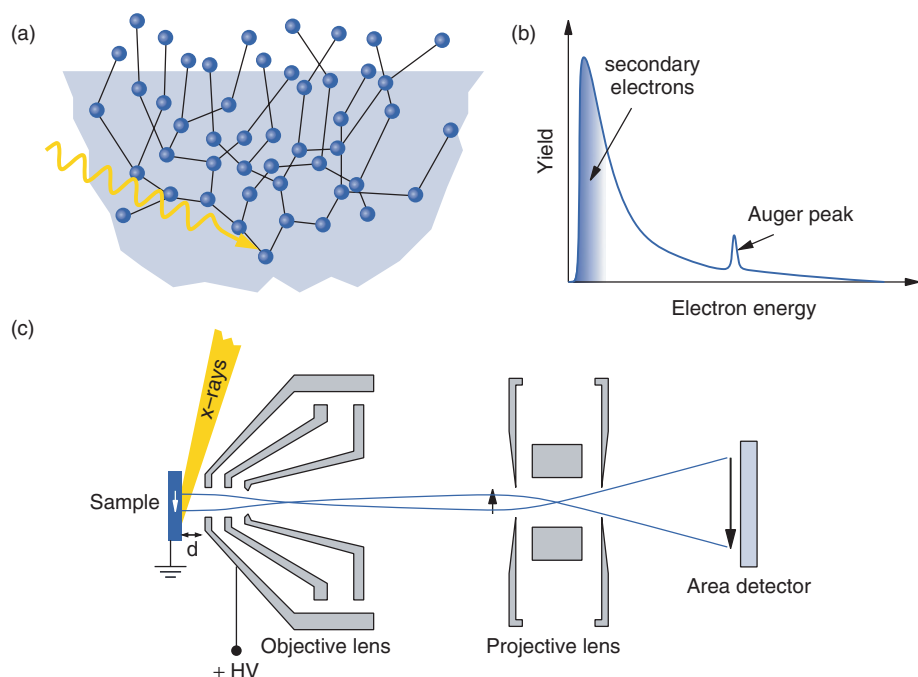 (a)
(b)
secondary
electrons
Yield
Auger peak
Electron energy
(c)
x–rays
Sample
d
Area detector
Objective lens
Projective lens
+ HV